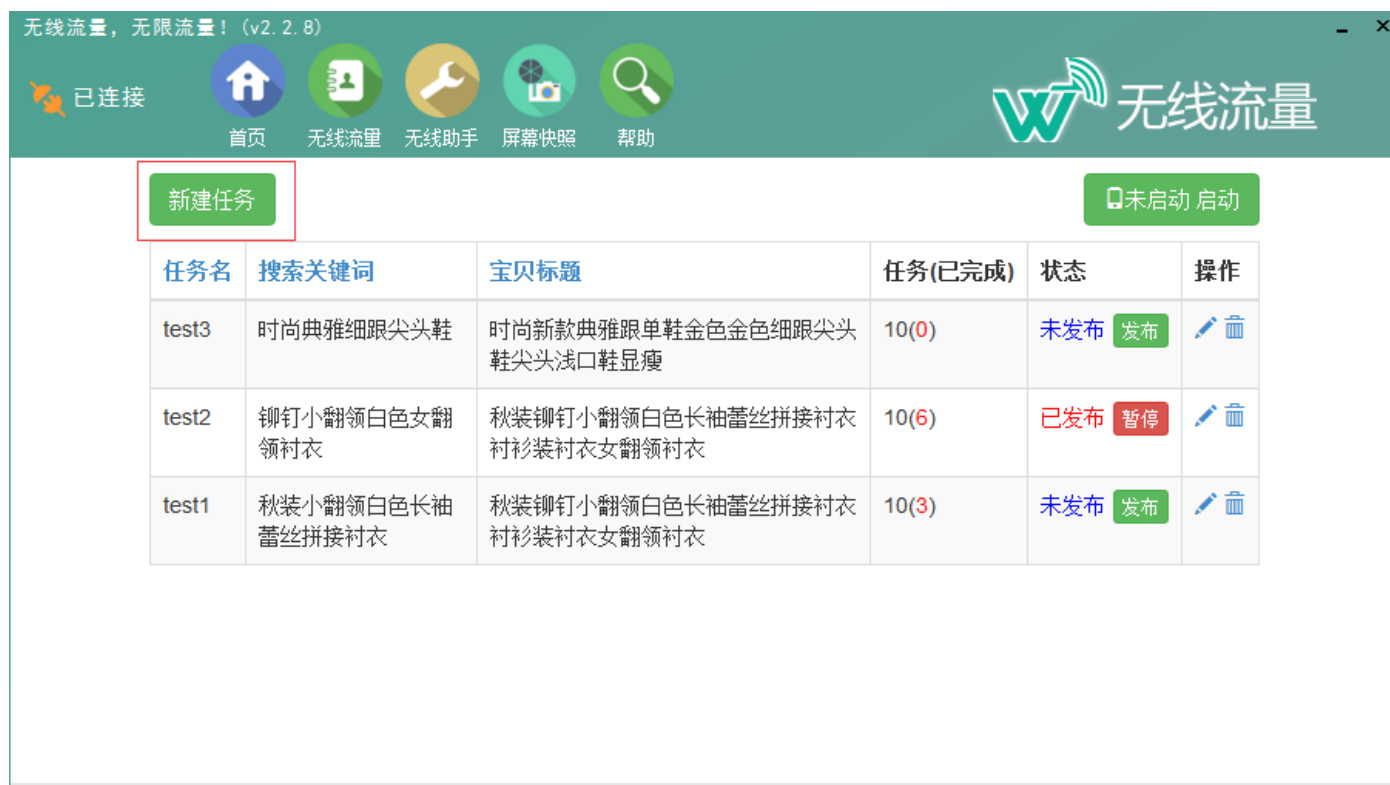 无线流量，无限流量！(v2.2.8)
已连接
首页
无线流量
无线助手
屏幕快照
帮助
无线流量
新建任务
未启动 启动
任务名 搜索关键词 宝贝标题 任务(已完成) 状态 操作
test3 时尚典雅细跟尖头鞋 时尚新款典雅跟单鞋金色金色细跟尖头 10(0) 未发布 发布
鞋尖头浅口鞋显瘦
test2 铆钉小翻领白色女翻 秋装铆钉小翻领白色长袖蕾丝拼接衬衣 10(6) 已发布 暂停
领衬衣 衬衫装衬衣女翻领衬衣
test1 秋装小翻领白色长袖 秋装铆钉小翻领白色长袖蕾丝拼接衬衣 10(3) 未发布 发布
蕾丝拼接衬衣 衬衫装衬衣女翻领衬衣